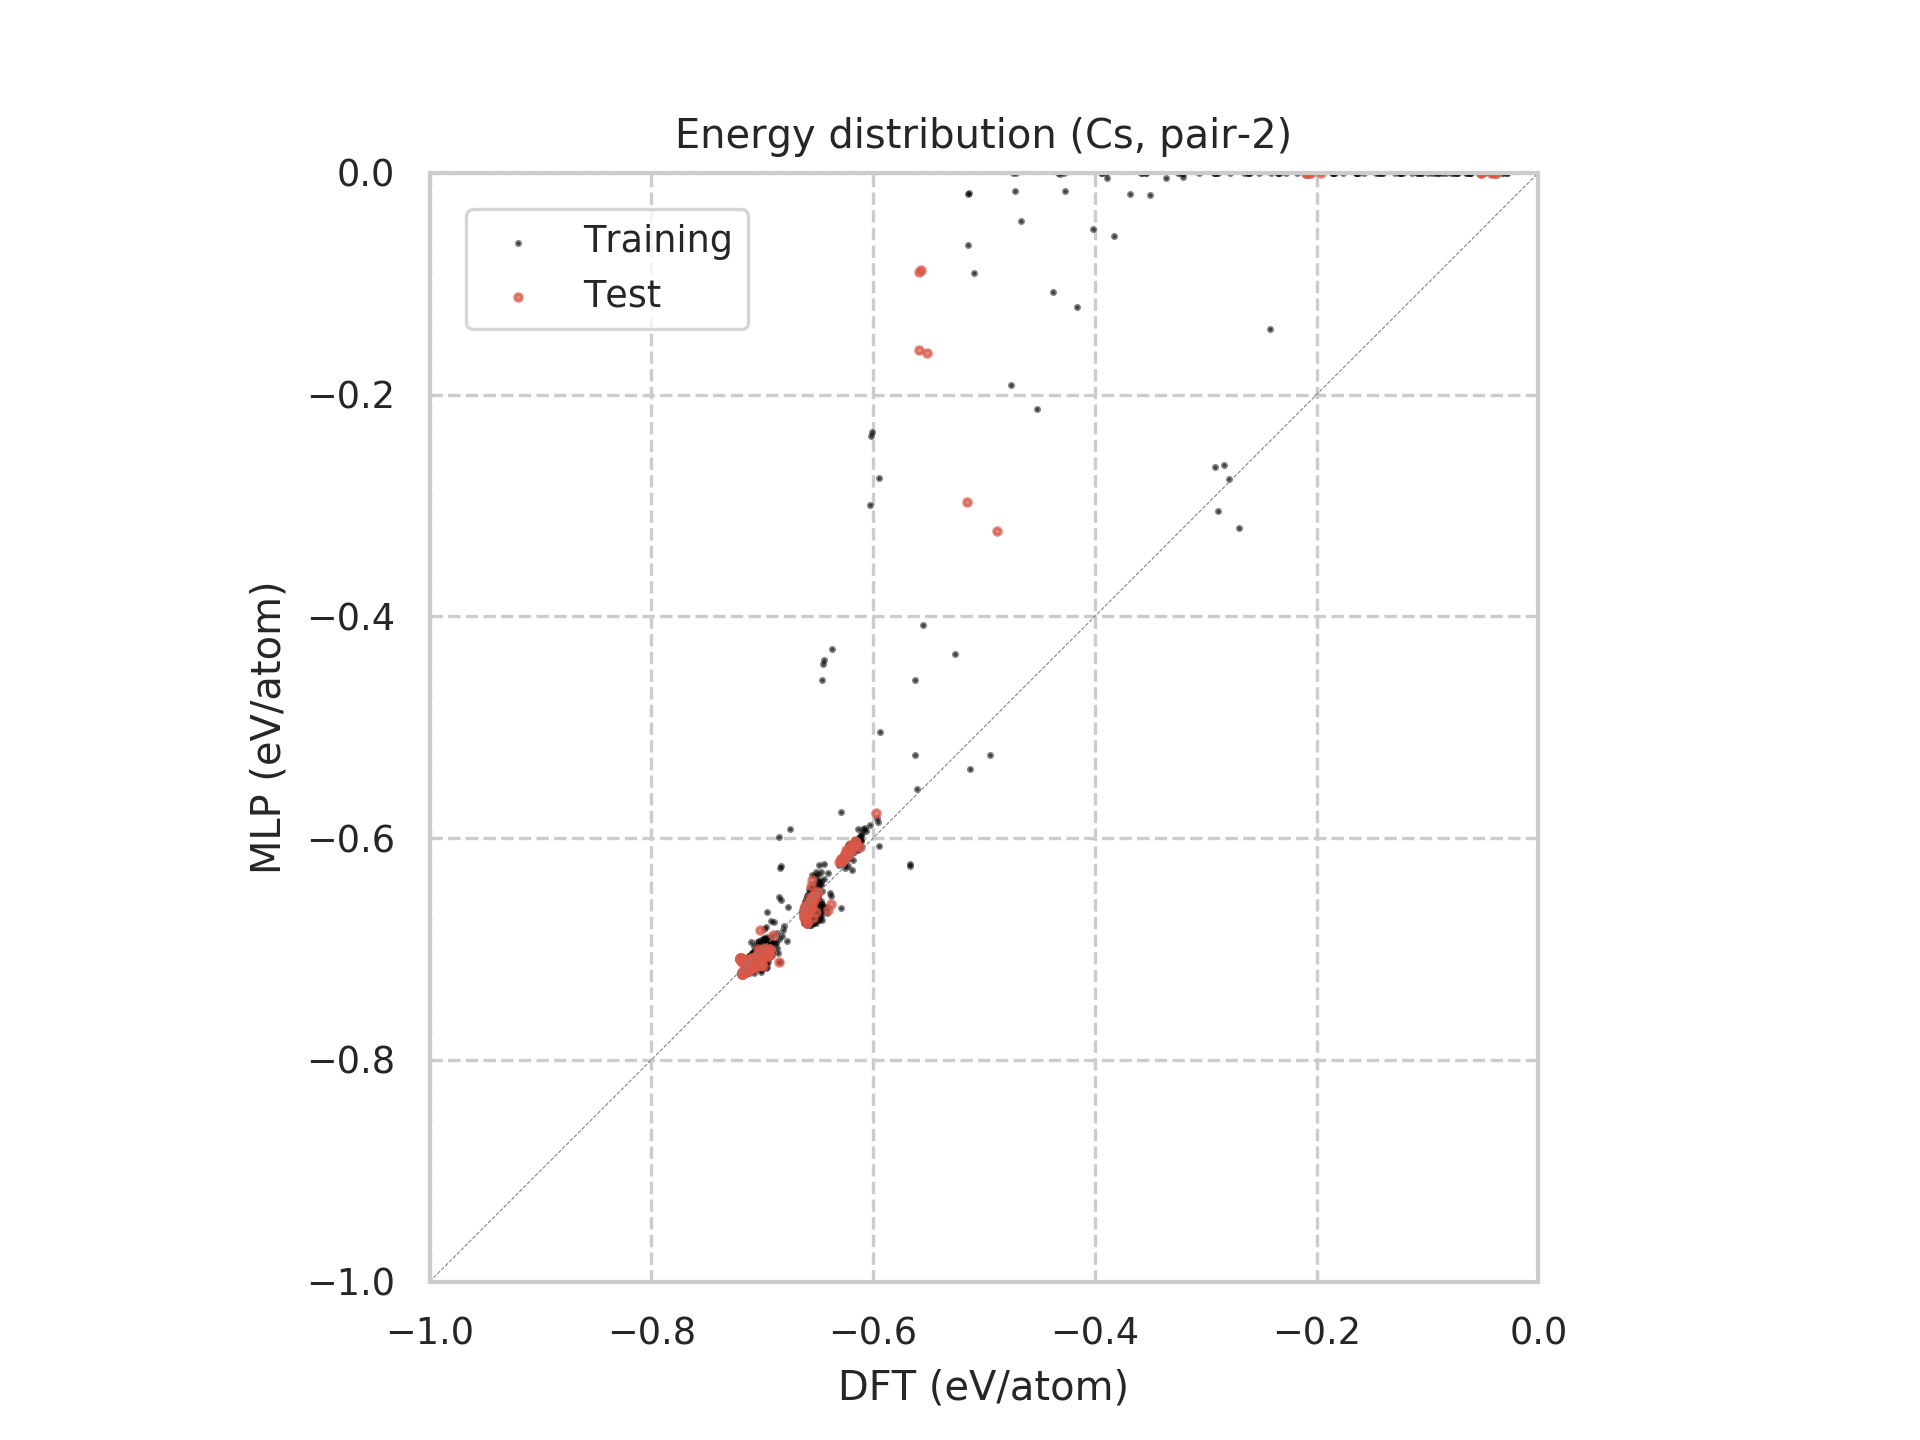 Energy distribution (Cs, pair-2)
0.0
Training
Test
−0.2
−0.4
MLP (eV/atom)
−0.6
−0.8
−1.0
−1.0 −0.8 −0.6 −0.4 −0.2 0.0
DFT (eV/atom)